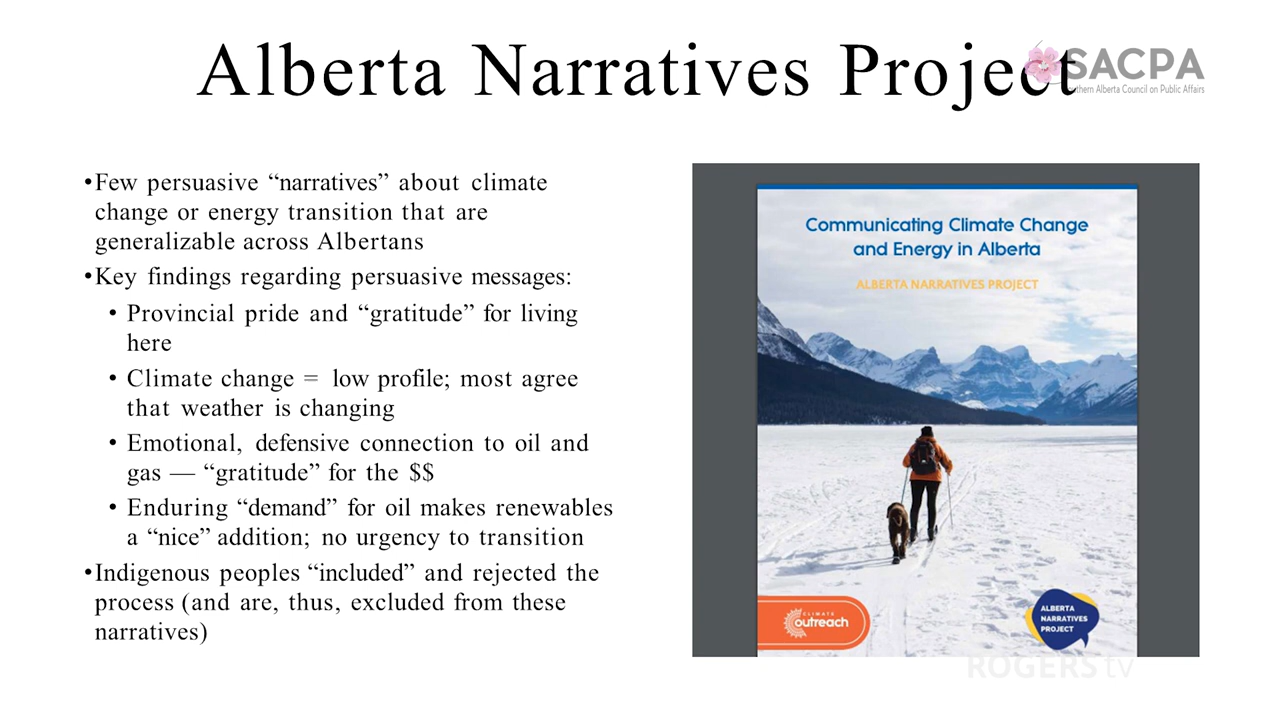 Alberta Narratives Project
SACPA
thern Alberta Council on Public Affairs
•Few persuasive “narratives” about climate
change or energy transition that are
generalizable across Albertans
•Key findings regarding persuasive messages:
• Provincial pride and “gratitude” for living
here
• Climate change = low profile; most agree
that weather is changing
• Emotional, defensive connection to oil and
gas — “gratitude” for the $$
• Enduring “demand” for oil makes renewables
a “nice” addition; no urgency to transition
•Indigenous peoples “included” and rejected the
process (and are, thus, excluded from these
narratives)
Communicating Climate Change
and Energy in Alberta
ALBERTA NARRATIVES PROJECT
CLIMATE
outreach
ALBERTA
NARRATIVES
PROJECT
ROGERS tv